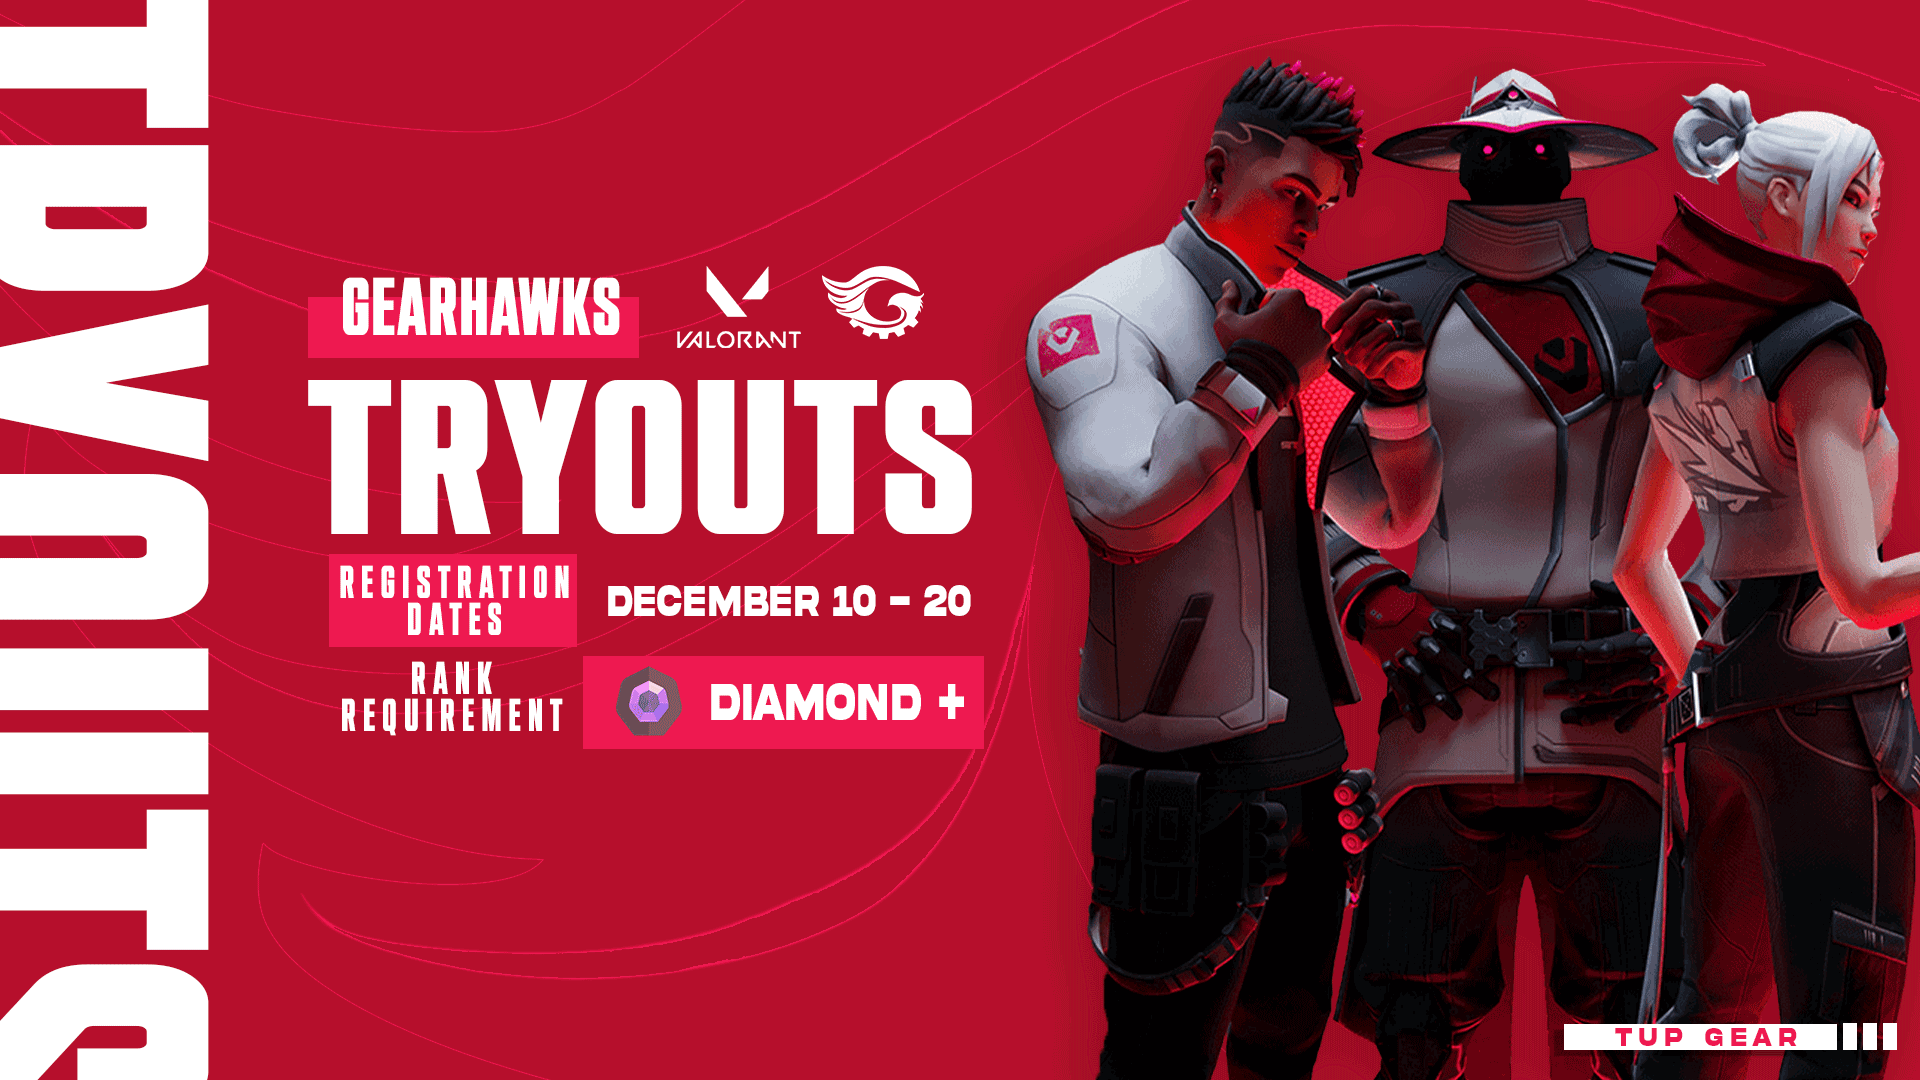 TRYOUTS
GEARHAWKS
VALORANT
TRYOUTS
REGISTRATION
DATES
DECEMBER 10 - 20
RANK
REQUIREMENT
DIAMOND +
TUP GEAR